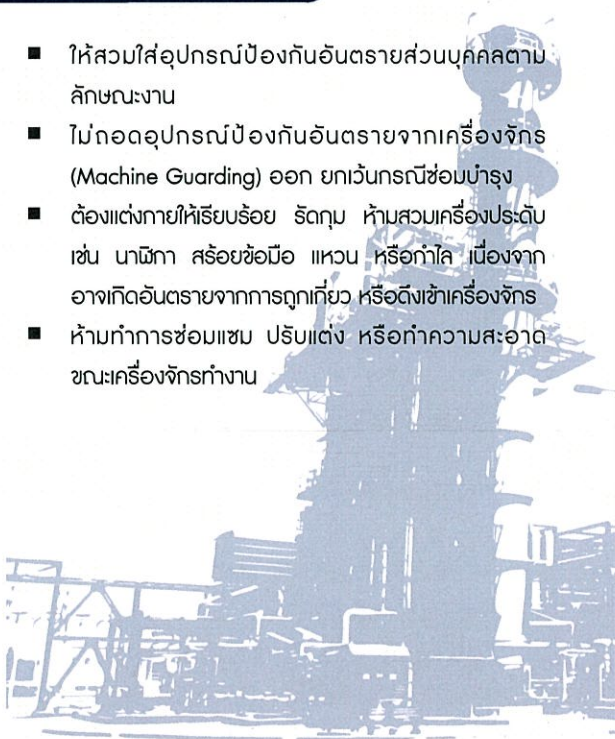 ■ ให้สวมใส่อุปกรณ์ป้องกันอันตรายส่วนบุคคลตาม
ลักษณะงาน
■ ไม่ถอดอุปกรณ์ป้องกันอันตรายจากเครื่องจักร
(Machine Guarding) ออก ยกเว้นกรณีซ่อมบำรุง
■ ต้องแต่งกายให้เรียบร้อย รัดกุม ห้ามสวมเครื่องประดับ
เช่น นาฬิกา สร้อยข้อมือ แหวน หรือกำไล เนื่องจาก
อาจเกิดอันตรายจากการถูกเกี่ยว หรือดึงเข้าเครื่องจักร
■ ห้ามทำการซ่อมแซม ปรับแต่ง หรือทำความสะอาด
ขณะเครื่องจักรทำงาน